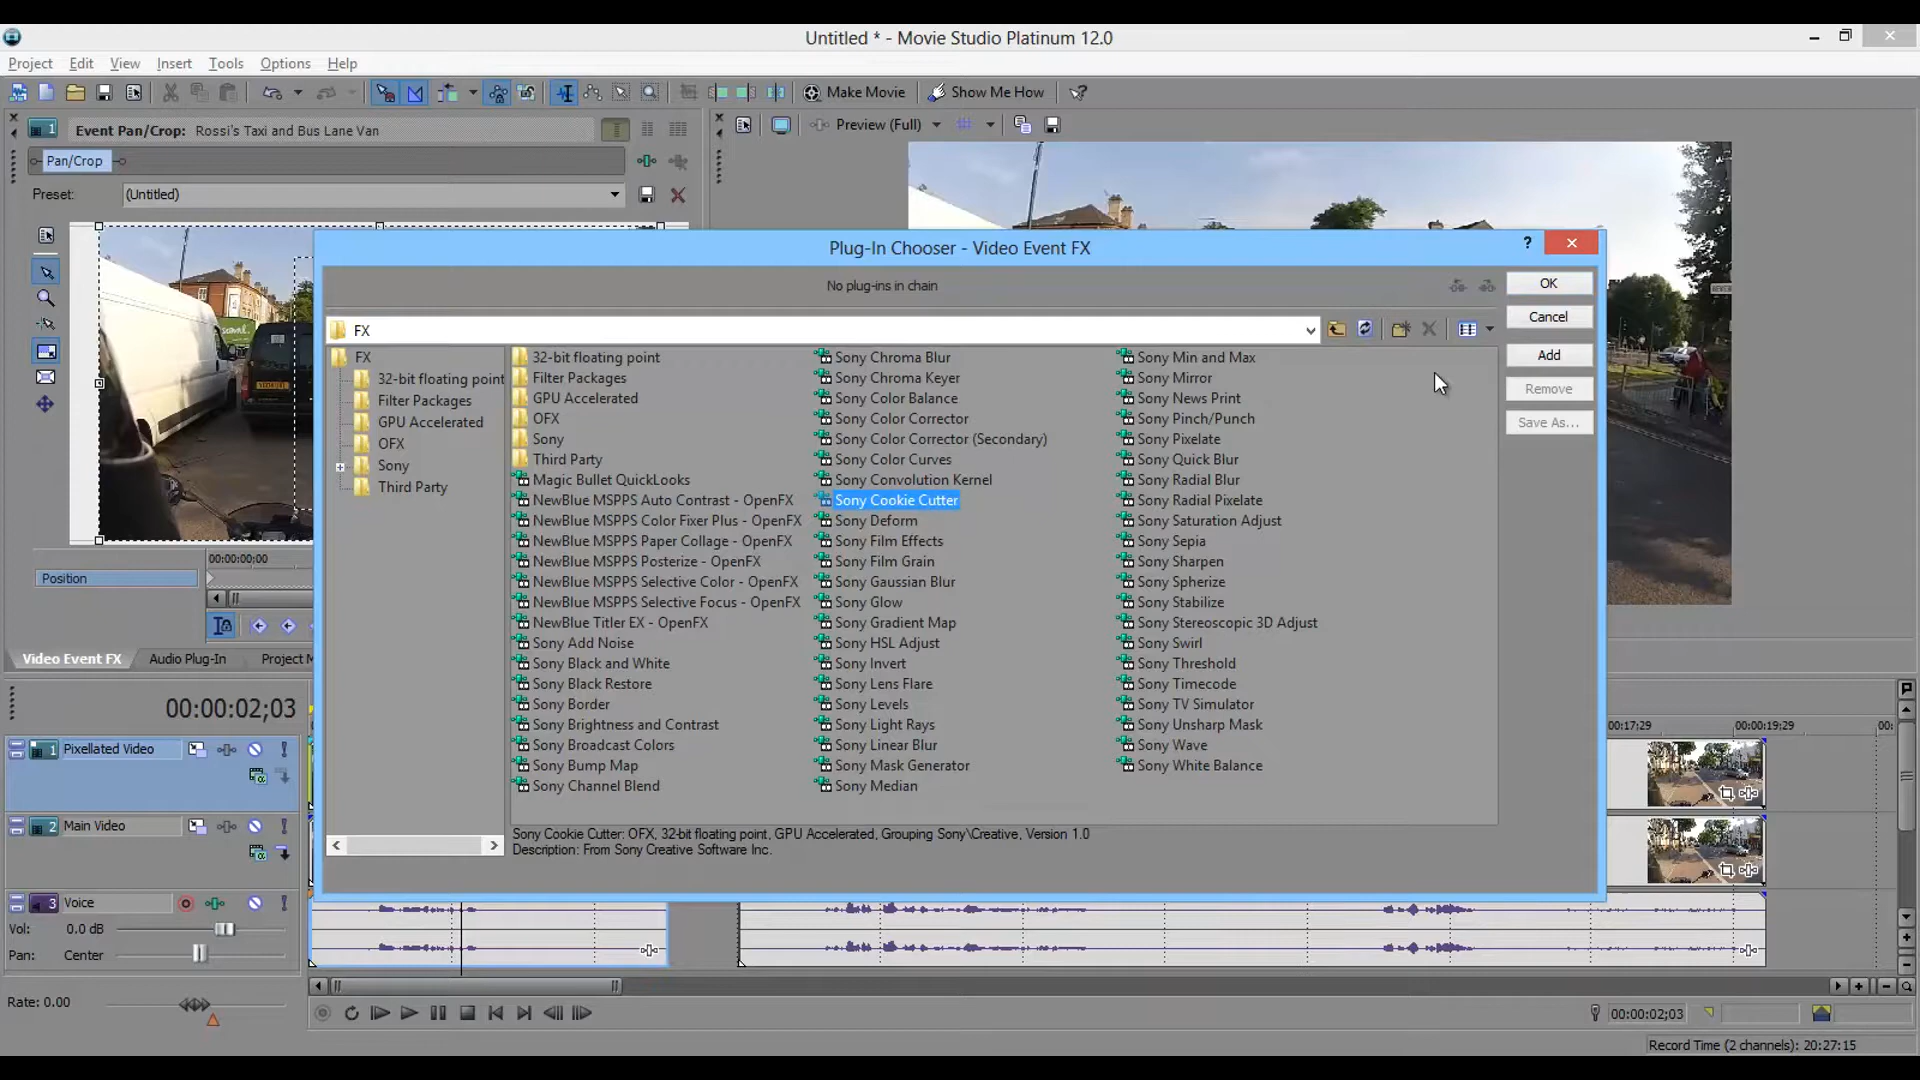 Untitled * - Movie Studio Platinum 12.0
Project Edit View Insert Tools Options Help
Make Movie Show Me How
1 Event Pan/Crop: Rossi's Taxi and Bus Lane Van
Preview (Full)
Pan/Crop
Preset: (Untitled)
Plug-In Chooser - Video Event FX
?
No plug-ins in chain
OK
Cancel
Add
Remove
Save As...
FX
FX
32-bit floating point
Filter Packages
GPU Accelerated
OFX
Sony
Third Party
32-bit floating point
Filter Packages
GPU Accelerated
OFX
Sony
Third Party
Magic Bullet QuickLooks
NewBlue MSPPS Auto Contrast - OpenFX
NewBlue MSPPS Color Fixer Plus - OpenFX
NewBlue MSPPS Paper Collage - OpenFX
NewBlue MSPPS Posterize - OpenFX
NewBlue MSPPS Selective Color - OpenFX
NewBlue MSPPS Selective Focus - OpenFX
NewBlue Titler EX - OpenFX
Sony Add Noise
Sony Black and White
Sony Black Restore
Sony Border
Sony Brightness and Contrast
Sony Broadcast Colors
Sony Bump Map
Sony Channel Blend
Sony Chroma Blur
Sony Chroma Keyer
Sony Color Balance
Sony Color Corrector
Sony Color Corrector (Secondary)
Sony Color Curves
Sony Convolution Kernel
Sony Cookie Cutter
Sony Deform
Sony Film Effects
Sony Film Grain
Sony Gaussian Blur
Sony Glow
Sony Gradient Map
Sony HSL Adjust
Sony Invert
Sony Lens Flare
Sony Levels
Sony Light Rays
Sony Linear Blur
Sony Mask Generator
Sony Median
Sony Min and Max
Sony Mirror
Sony News Print
Sony Pinch/Punch
Sony Pixelate
Sony Quick Blur
Sony Radial Blur
Sony Radial Pixelate
Sony Saturation Adjust
Sony Sepia
Sony Sharpen
Sony Spherize
Sony Stabilize
Sony Stereoscopic 3D Adjust
Sony Swirl
Sony Threshold
Sony Timecode
Sony TV Simulator
Sony Unsharp Mask
Sony Wave
Sony White Balance
Sony Cookie Cutter: OFX, 32-bit floating point, GPU Accelerated, Grouping Sony\Creative, Version 1.0
Description: From Sony Creative Software Inc.
00:00:00;00
Position
Video Event FX Audio Plug-In Project M
00:00:02;03
00:17:29 00:00:19:29 00:
1 Pixellated Video
2 Main Video
3 Voice
Vol: 0.0 dB
Pan: Center
Rate: 0.00
00:00:02;03
Record Time (2 channels): 20:27:15